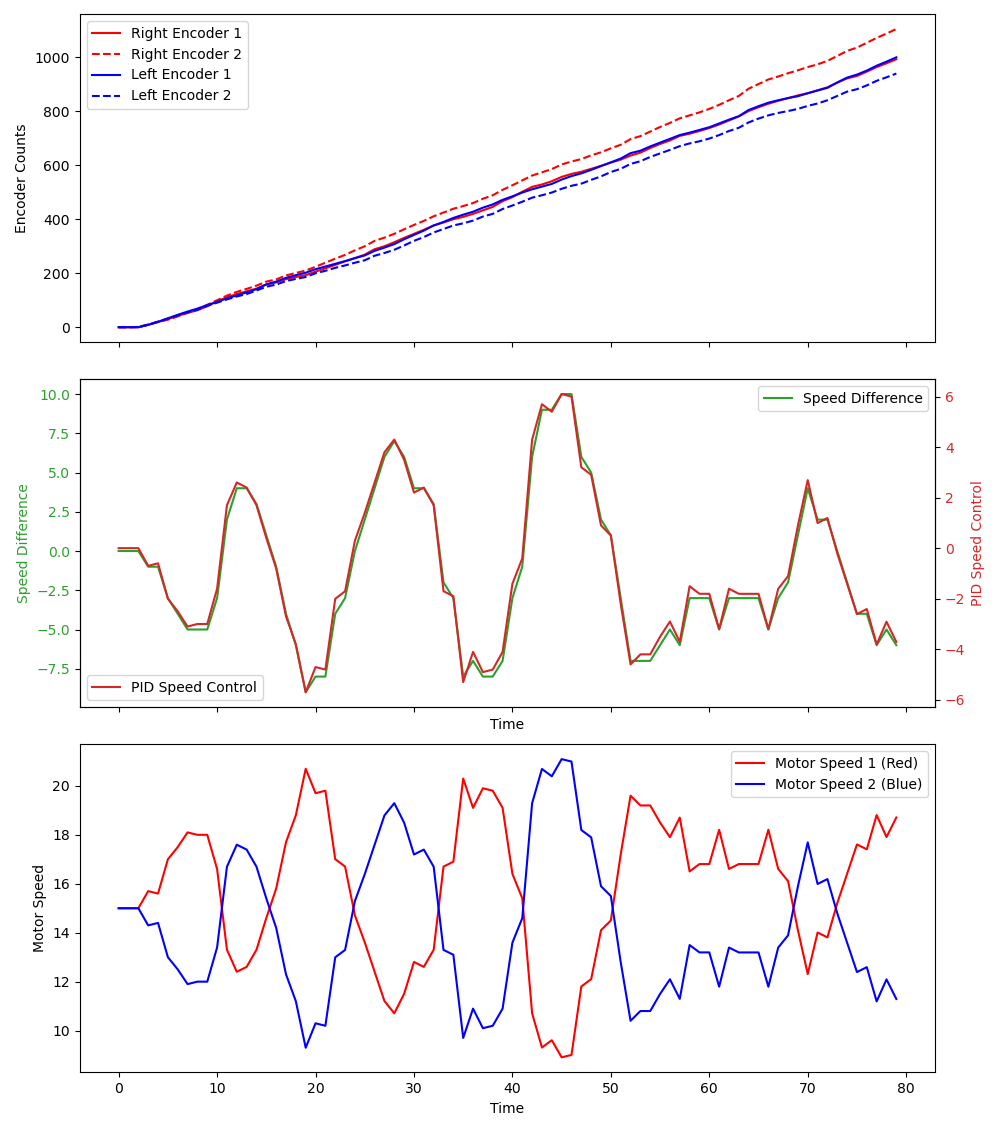 Right Encoder 1
Right Encoder 2
Left Encoder 1
Left Encoder 2
Encoder Counts
1000
800
600
400
200
0
Speed Difference
PID Speed Control
Speed Difference
10.0
7.5
5.0
2.5
0.0
−2.5
−5.0
−7.5
6
4
2
0
−2
−4
−6
PID Speed Control
Time
Motor Speed 1 (Red)
Motor Speed 2 (Blue)
Motor Speed
20
18
16
14
12
10
0 10 20 30 40 50 60 70 80
Time